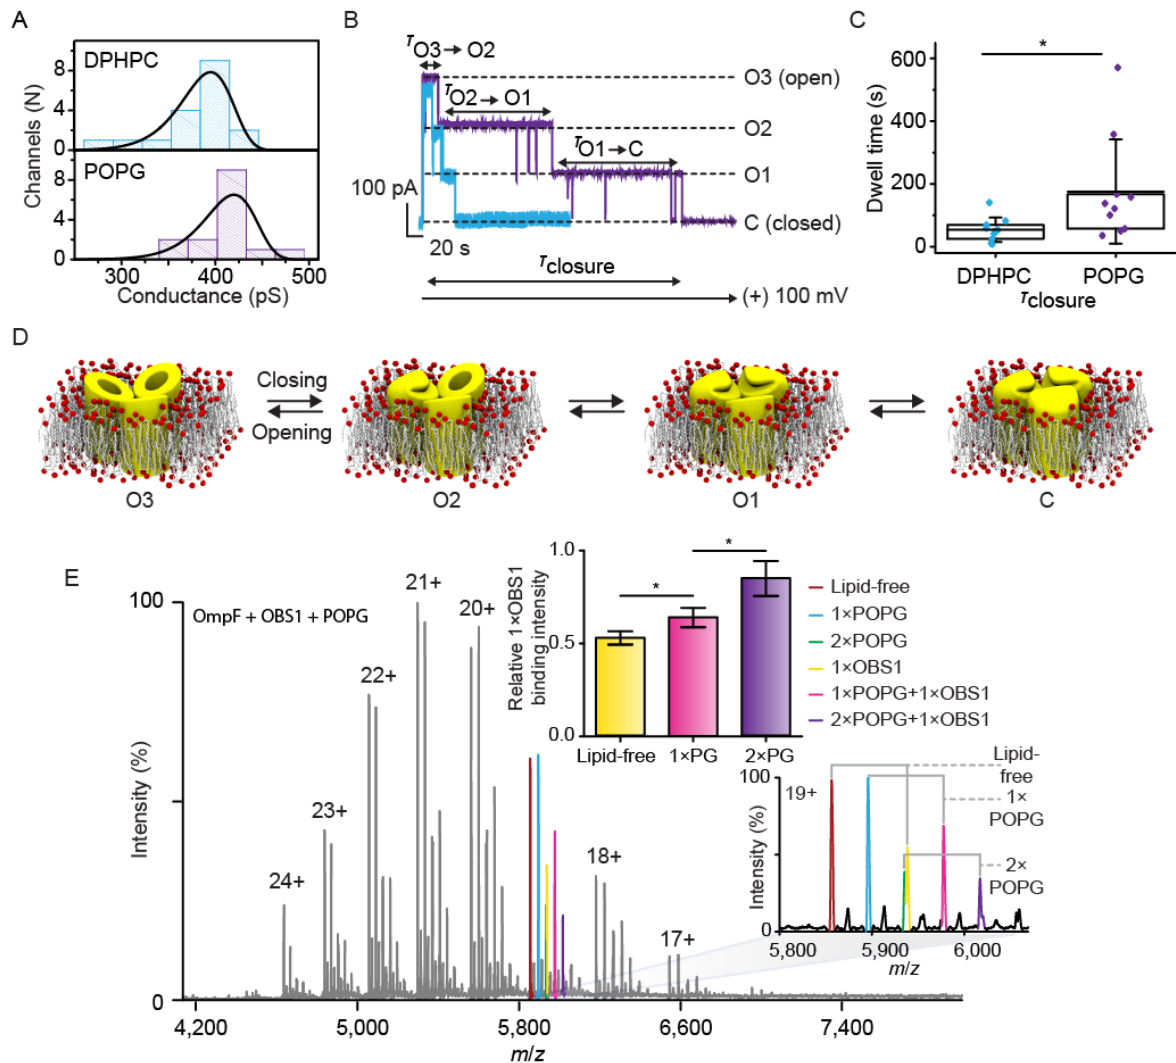 A
DPHPC
8
4
0
POPG
8
4
0
Channels (N)
300
400
500
Conductance (pS)
B
τO3 → O2
τO2 → O1
τO1 → C
O3 (open)
O2
O1
C (closed)
100 pA
20 s
τclosure
(+) 100 mV
C
*
600
400
200
0
Dwell time (s)
DPHPC
POPG
τclosure
D
Closing
Opening
O3
O2
O1
C
E
OmpF + OBS1 + POPG
100
0
Intensity (%)
24+
23+
22+
21+
20+
18+
17+
4,200
5,000
5,800
6,600
7,400
m/z
1.0
0.5
0.0
Relative 1×OBS1
binding intensity
*
*
Lipid-free
1×PG
2×PG
Lipid-free
1×POPG
2×POPG
1×OBS1
1×POPG+1×OBS1
2×POPG+1×OBS1
100
0
Intensity (%)
19+
Lipid-
free
1×
POPG
2×
POPG
5,800
5,900
6,000
m/z